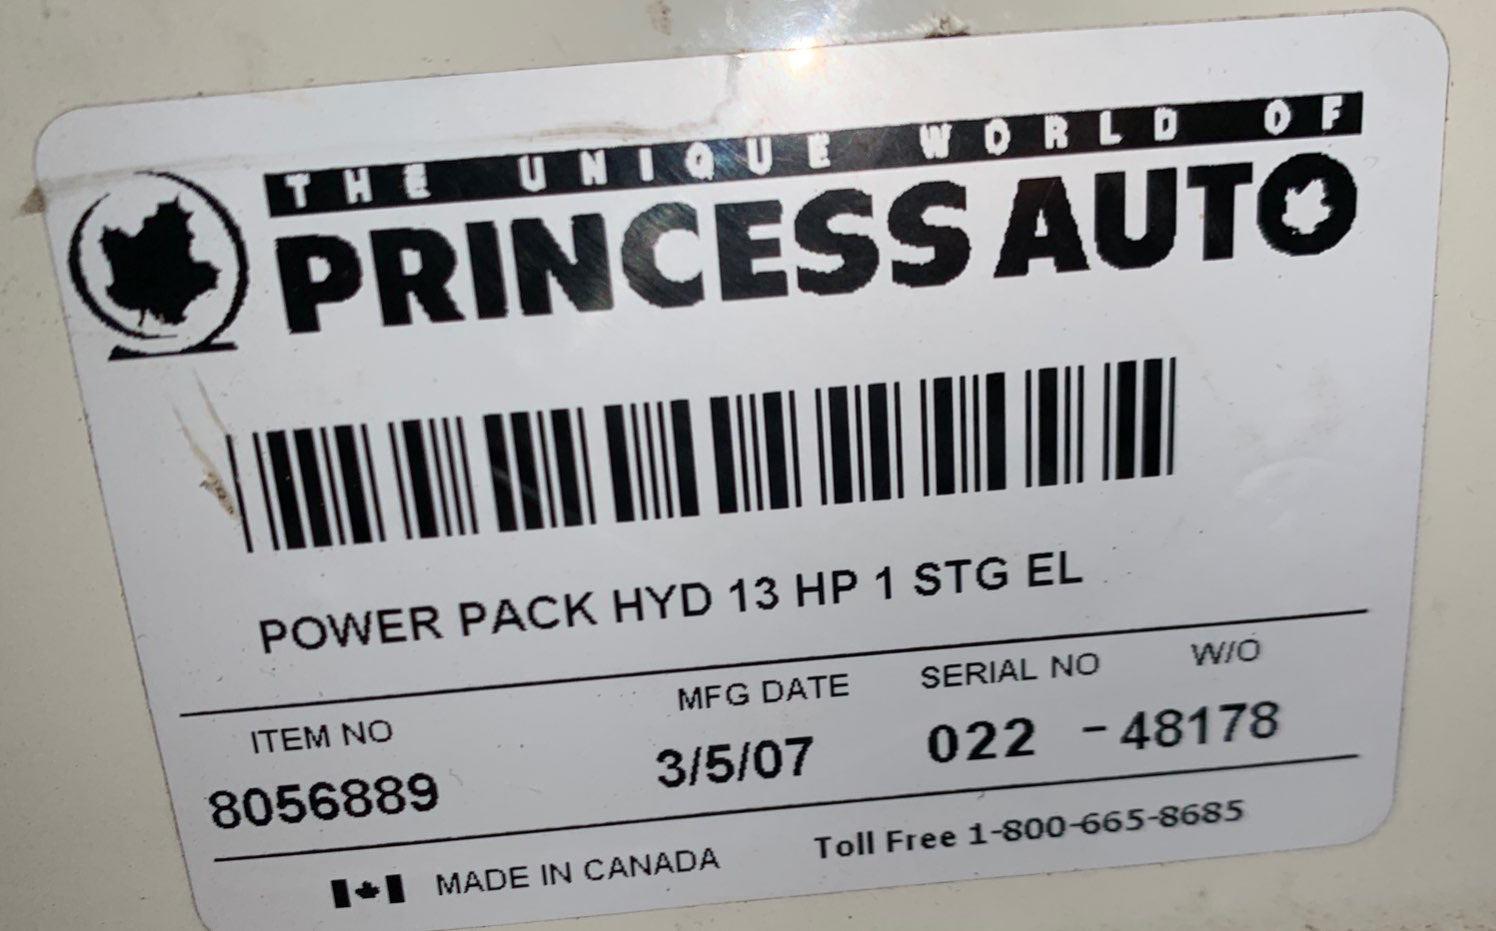 THE UNIQUE WORLD OF
PRINCESS AUTO
POWER PACK HYD 13 HP 1 STG EL
ITEM NO MFG DATE SERIAL NO W/O
8056889 3/5/07 022 - 48178
MADE IN CANADA Toll Free 1-800-665-8685